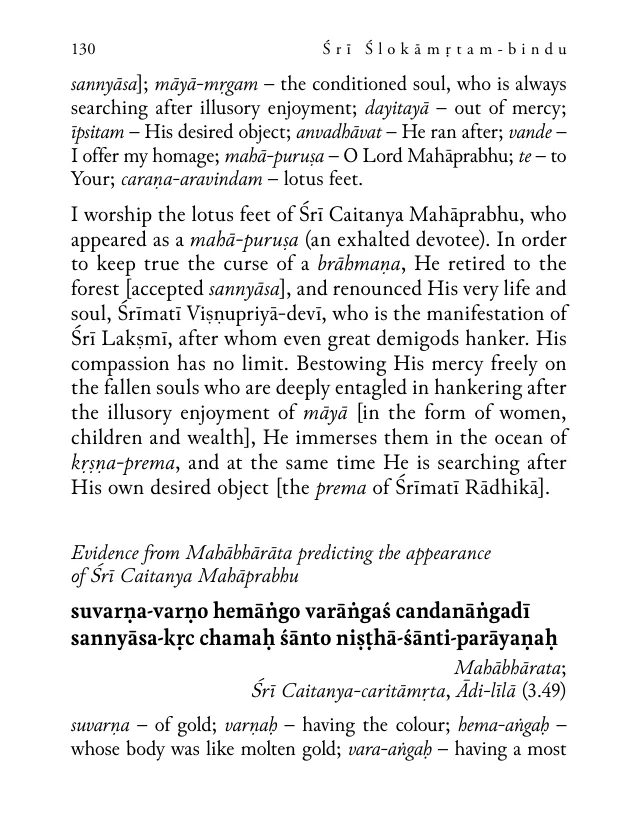 130 Śrī Ślokāmṛtam-bindu
sannyāsa]; māyā-mṛgam – the conditioned soul, who is always
searching after illusory enjoyment; dayitayā – out of mercy;
īpsitam – His desired object; anvadhāvat – He ran after; vande –
I offer my homage; mahā-puruṣa – O Lord Mahāprabhu; te – to
Your; caraṇa-aravindam – lotus feet.
I worship the lotus feet of Śrī Caitanya Mahāprabhu, who
appeared as a mahā-puruṣa (an exhalted devotee). In order
to keep true the curse of a brāhmaṇa, He retired to the
forest [accepted sannyāsa], and renounced His very life and
soul, Śrīmatī Viṣṇupriyā-devī, who is the manifestation of
Śrī Lakṣmī, after whom even great demigods hanker. His
compassion has no limit. Bestowing His mercy freely on
the fallen souls who are deeply entagled in hankering after
the illusory enjoyment of māyā [in the form of women,
children and wealth], He immerses them in the ocean of
kṛṣṇa-prema, and at the same time He is searching after
His own desired object [the prema of Śrīmatī Rādhikā].
Evidence from Mahābhārāta predicting the appearance
of Śrī Caitanya Mahāprabhu
suvarṇa-varṇo hemāṅgo varāṅgaś candanāṅgadī
sannyāsa-kṛc chamaḥ śānto niṣṭhā-śānti-parāyaṇaḥ
Mahābhārata;
Śrī Caitanya-caritāmṛta, Ādi-līlā (3.49)
suvarṇa – of gold; varṇaḥ – having the colour; hema-aṅgaḥ –
whose body was like molten gold; vara-aṅgaḥ – having a most